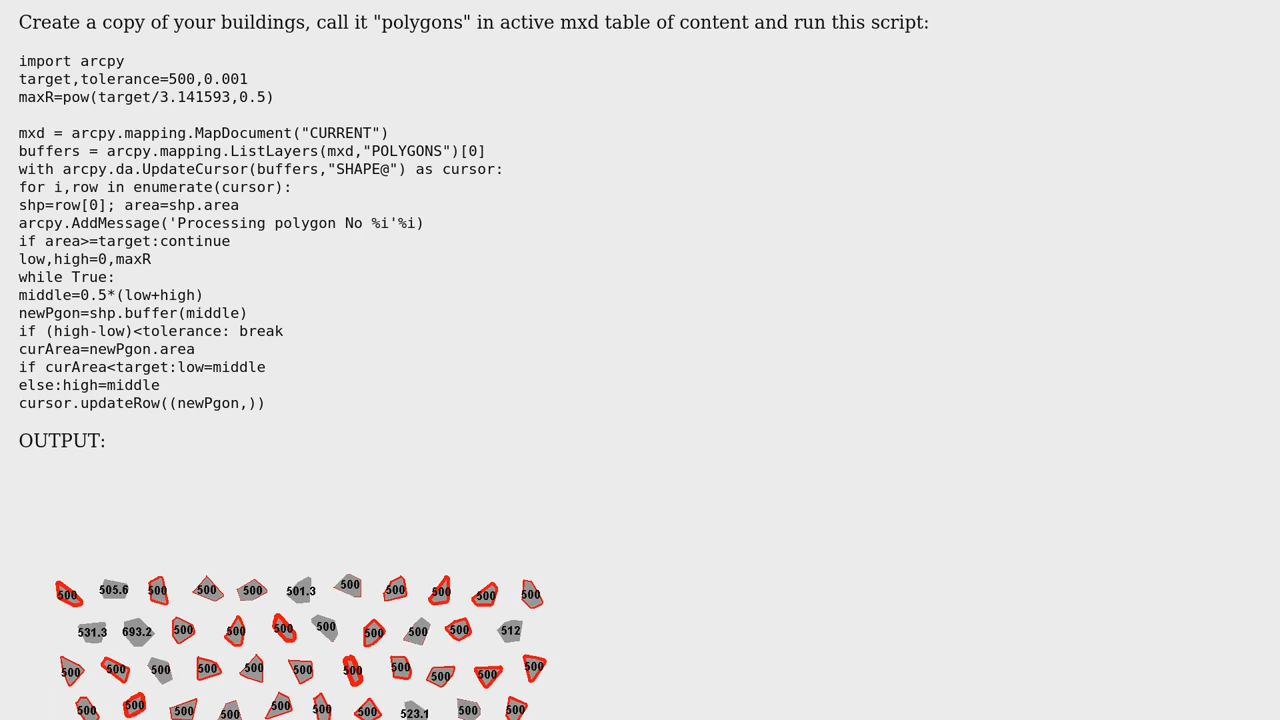 Create a copy of your buildings, call it "polygons" in active mxd table of content and run this script:
import arcpy
target,tolerance=500,0.001
maxR=pow(target/3.141593,0.5)
mxd = arcpy.mapping.MapDocument("CURRENT")
buffers = arcpy.mapping.ListLayers(mxd,"POLYGONS")[0]
with arcpy.da.UpdateCursor(buffers,"SHAPE@") as cursor:
for i,row in enumerate(cursor):
shp=row[0]; area=shp.area
arcpy.AddMessage('Processing polygon No %i'%i)
if area>=target:continue
low,high=0,maxR
while True:
middle=0.5*(low+high)
newPgon=shp.buffer(middle)
if (high-low)<tolerance: break
curArea=newPgon.area
if curArea<target:low=middle
else:high=middle
cursor.updateRow((newPgon,))
OUTPUT:
500 505.6 500 500 500 501.3 500 500 500 500 500
531.3 693.2 500 500 500 500 500 500 500 512
500 500 500 500 500 500 500 500 500 500 500
500 500 500 500 500 500 500 523.1 500 500